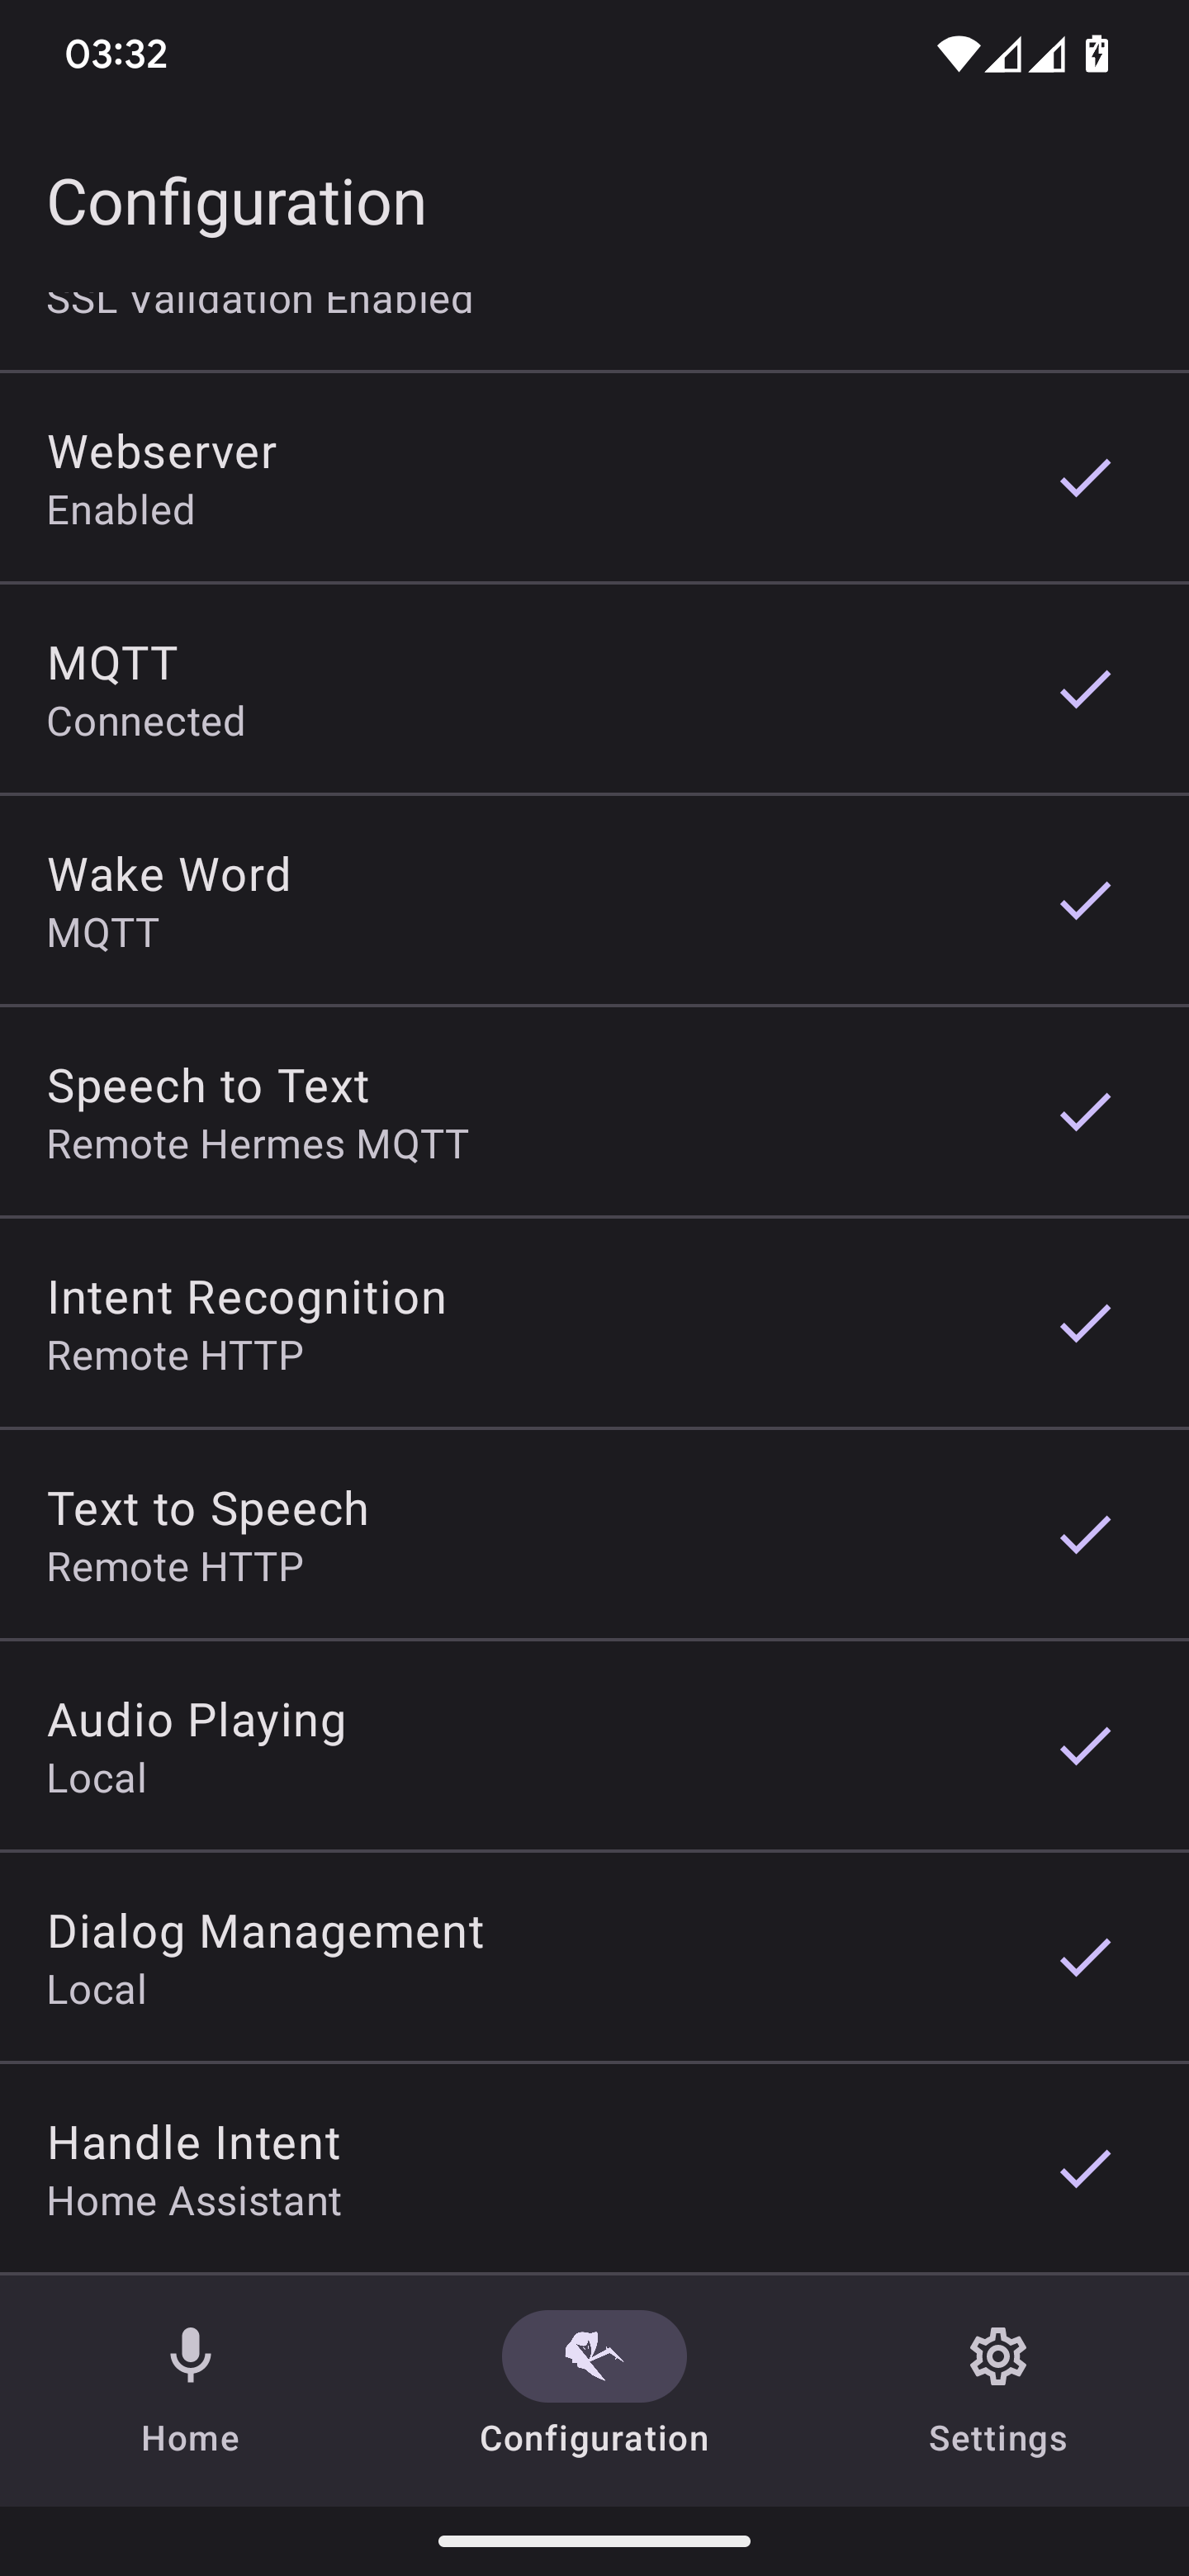 03:32
Configuration
SSL Validation Enabled
Webserver
Enabled
MQTT
Connected
Wake Word
MQTT
Speech to Text
Remote Hermes MQTT
Intent Recognition
Remote HTTP
Text to Speech
Remote HTTP
Audio Playing
Local
Dialog Management
Local
Handle Intent
Home Assistant
Home
Configuration
Settings